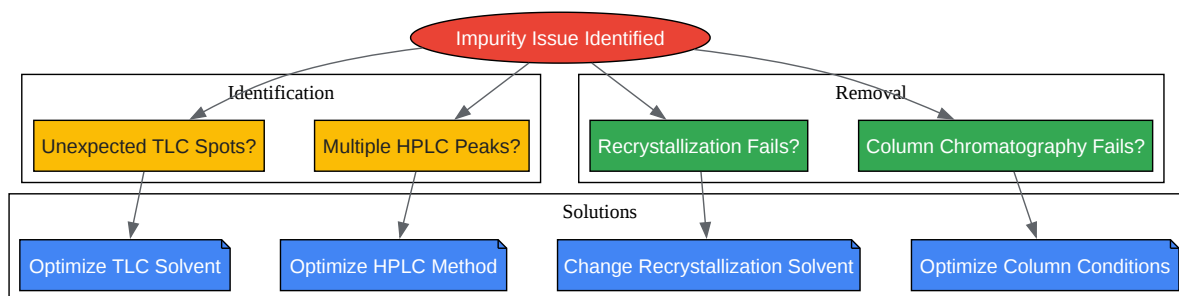 Impurity Issue Identified
Identification
Removal
Unexpected TLC Spots?
Multiple HPLC Peaks?
Recrystallization Fails?
Column Chromatography Fails?
Solutions
Optimize TLC Solvent
Optimize HPLC Method
Change Recrystallization Solvent
Optimize Column Conditions